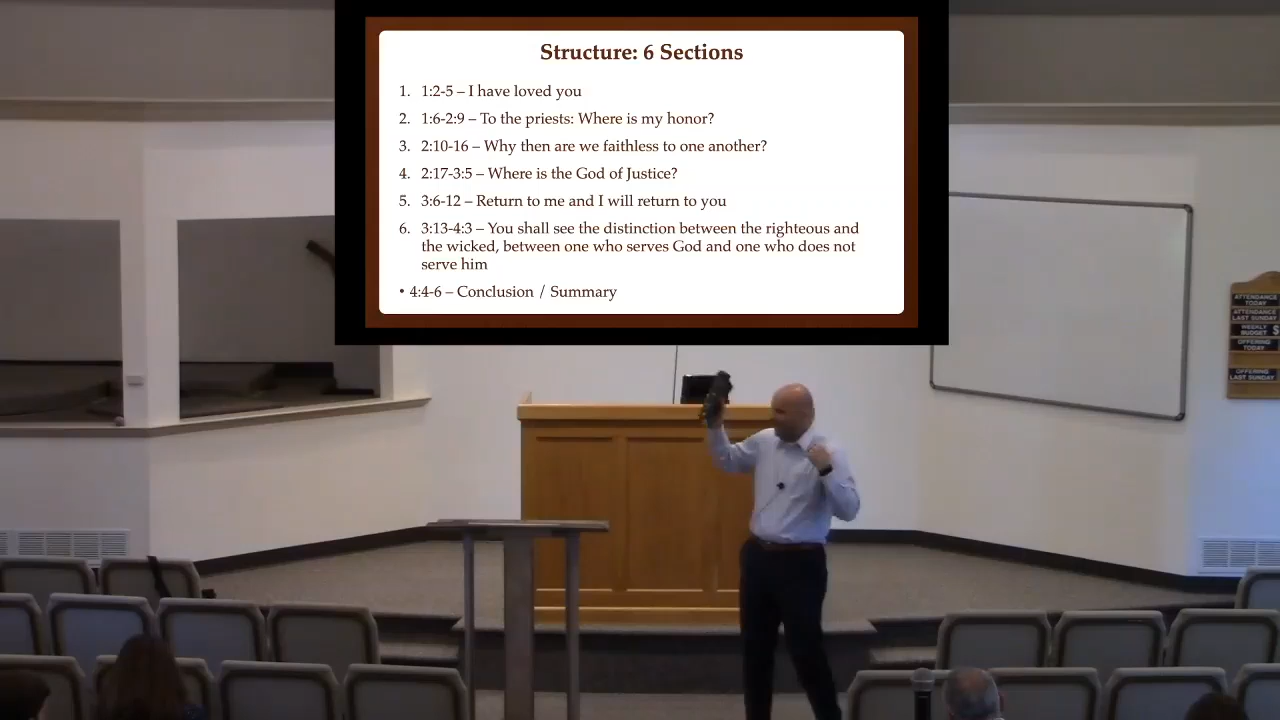 Structure: 6 Sections
1. 1:2-5 – I have loved you
2. 1:6-2:9 – To the priests: Where is my honor?
3. 2:10-16 – Why then are we faithless to one another?
4. 2:17-3:5 – Where is the God of Justice?
5. 3:6-12 – Return to me and I will return to you
6. 3:13-4:3 – You shall see the distinction between the righteous and
the wicked, between one who serves God and one who does not
serve him
• 4:4-6 – Conclusion / Summary
ATTENDANCE
TODAY
ATTENDANCE
LAST SUNDAY
WEEKLY
BUDGET $
OFFERING
TODAY
OFFERING
LAST SUNDAY